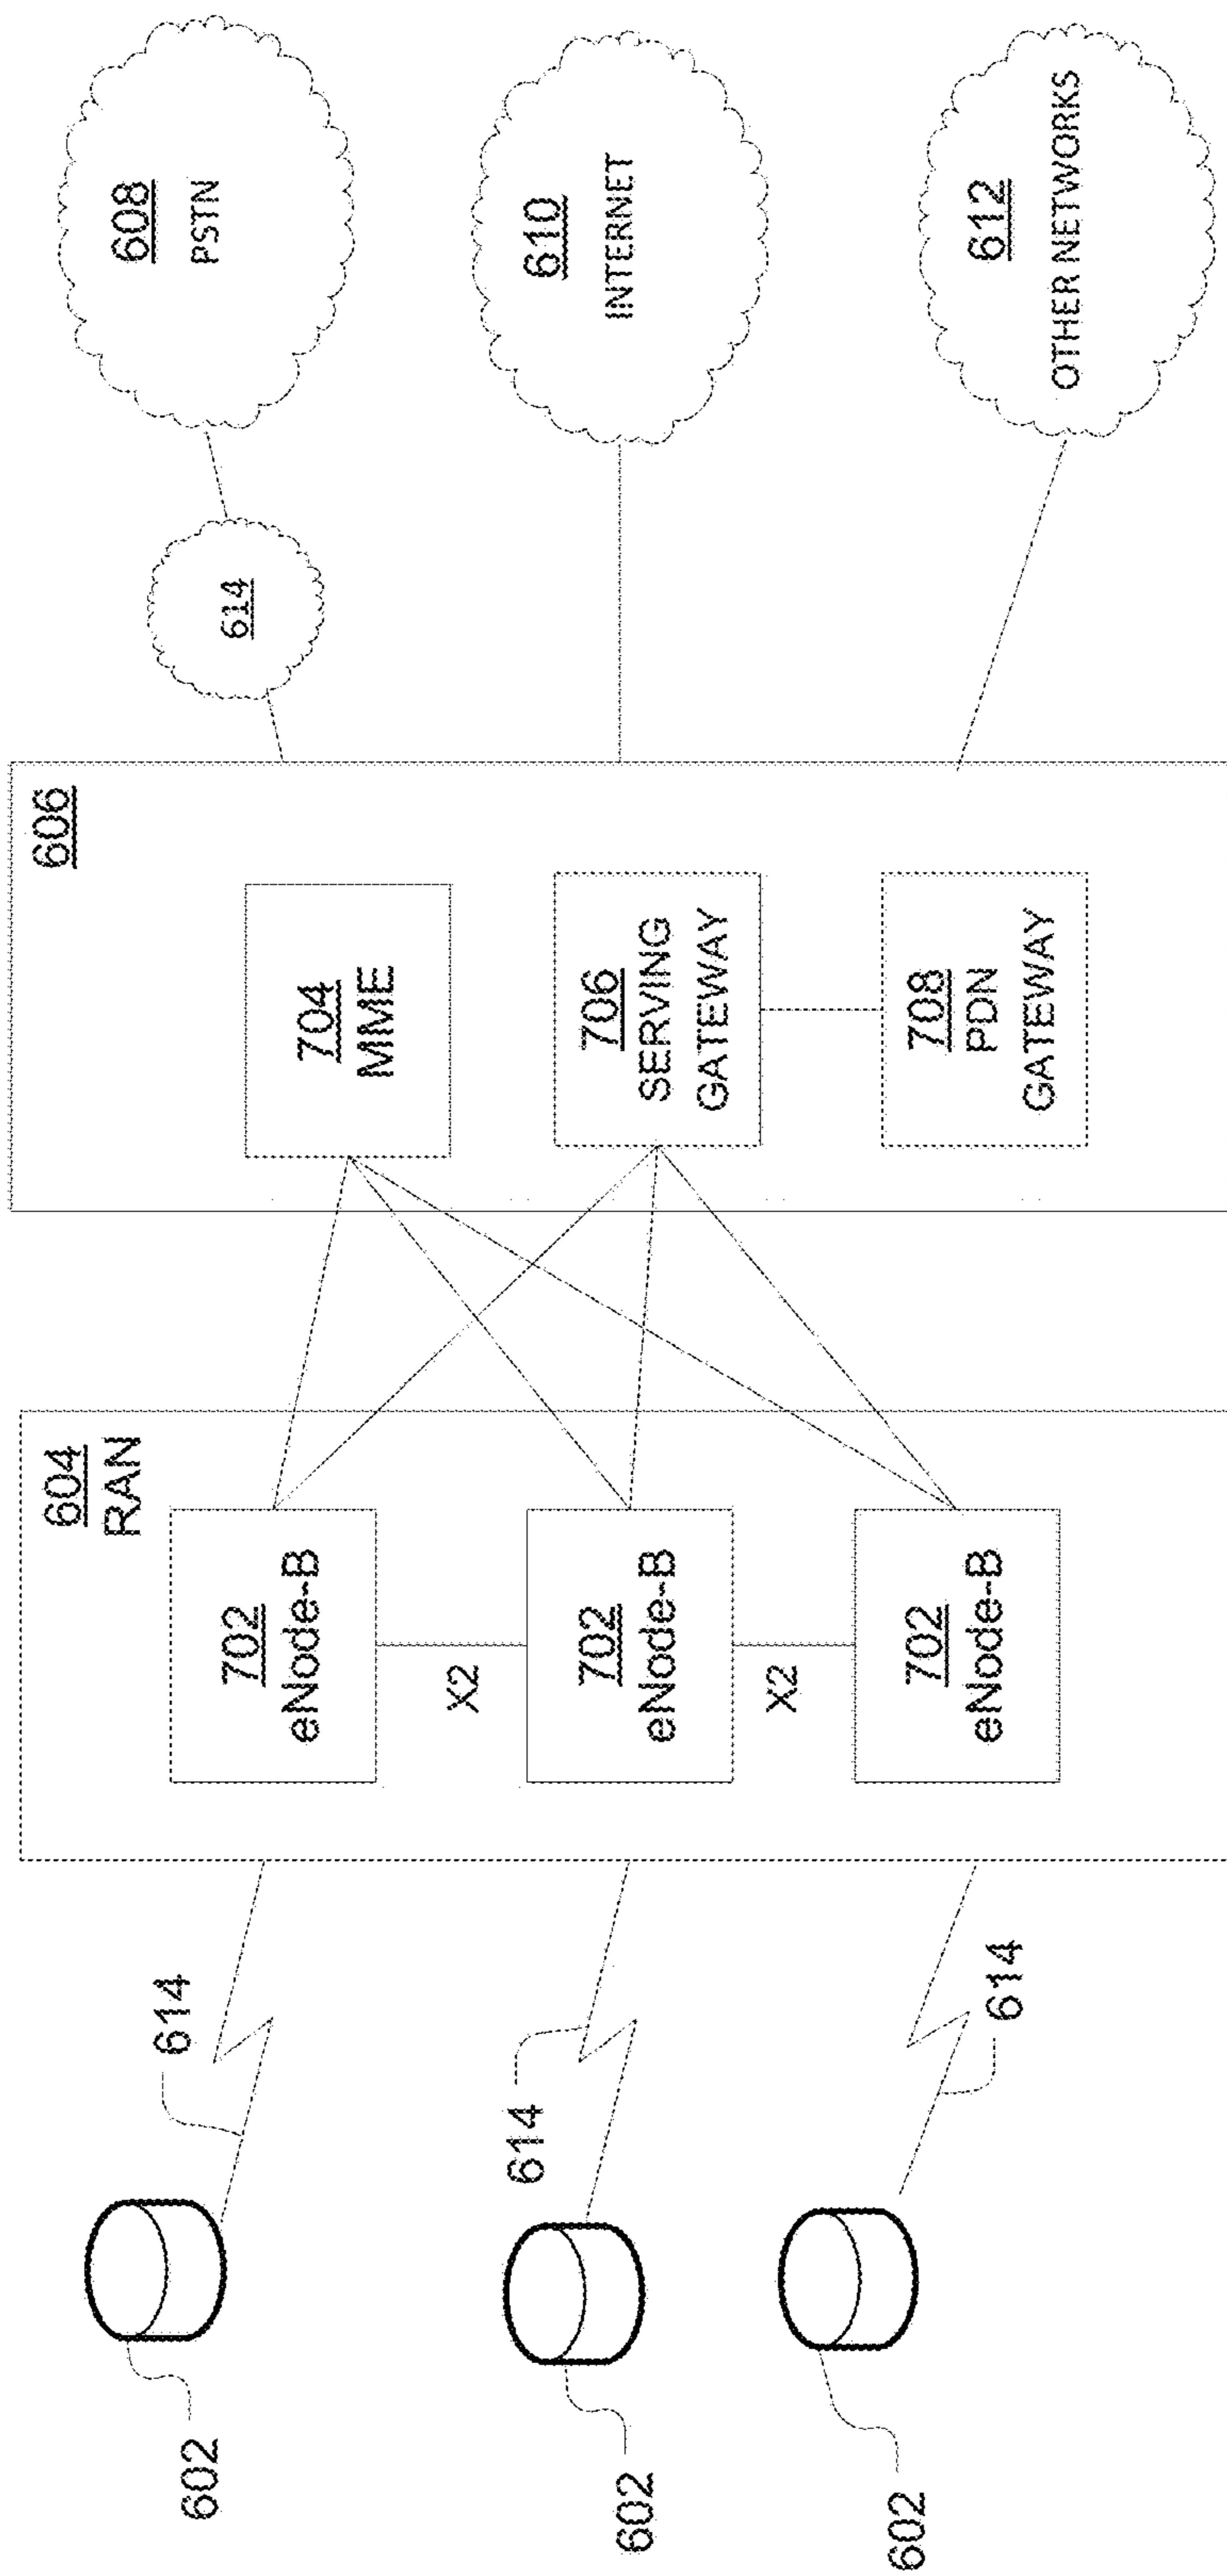 602
602
602
614
614
614
604
RAN
702
eNode-B
X2
702
eNode-B
X2
702
eNode-B
606
704
MME
706
SERVING
GATEWAY
708
PDN
GATEWAY
614
608
PSTN
610
INTERNET
612
OTHER NETWORKS